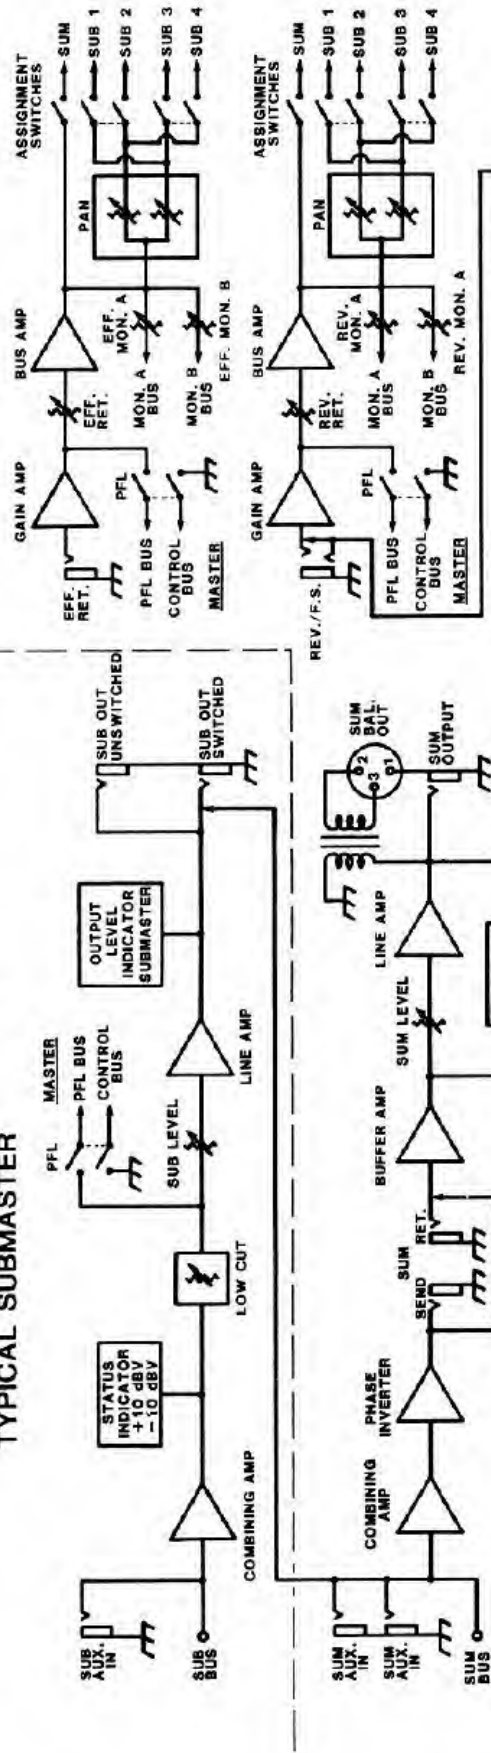 TYPICAL SUBMASTER
SUB
AUX.
IN
SUB
BUS
COMBINING AMP
STATUS
INDICATOR
+10 dBV
-10 dBV
LOW CUT
PFL
MASTER
PFL BUS
CONTROL
BUS
SUB LEVEL
LINE AMP
OUTPUT
LEVEL
INDICATOR
SUBMASTER
SUB OUT
UNSWITCHED
SUB OUT
SWITCHED
EFF.
RET.
GAIN AMP
PFL
PFL BUS
CONTROL
BUS
MASTER
EFF.
RET.
BUS AMP
EFF.
MON. A
MON. A
BUS
MON. B
BUS
EFF. MON. B
PAN
ASSIGNMENT
SWITCHES
SUM
SUB 1
SUB 2
SUB 3
SUB 4
SUM
AUX.
IN
SUM
AUX.
IN
SUM
BUS
COMBINING
AMP
PHASE
INVERTER
SUM
SEND
RET.
BUFFER AMP
SUM LEVEL
LINE AMP
SUM
BAL.
OUT
2
3
1
SUM
OUTPUT
REV./F.S.
GAIN AMP
PFL
PFL BUS
CONTROL
BUS
MASTER
REV.
RET.
BUS AMP
REV.
MON. A
MON. A
BUS
MON. B
BUS
REV. MON. A
PAN
ASSIGNMENT
SWITCHES
SUM
SUB 1
SUB 2
SUB 3
SUB 4